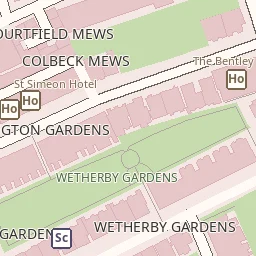 OURTFIELD MEWS
COLBECK MEWS
The Bentley
Ho
St Simeon Hotel
Ho
Ho
GTON GARDENS
WETHERBY GARDENS
WETHERBY GARDENS
GARDENS
Sc